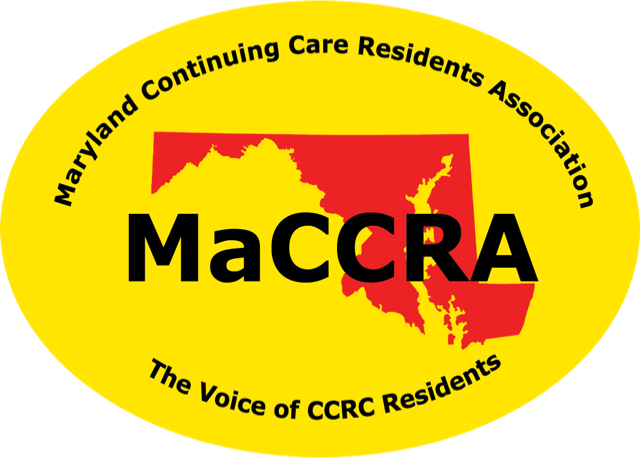 Maryland Continuing Care Residents Association
MaCCRA
The Voice of CCRC Residents